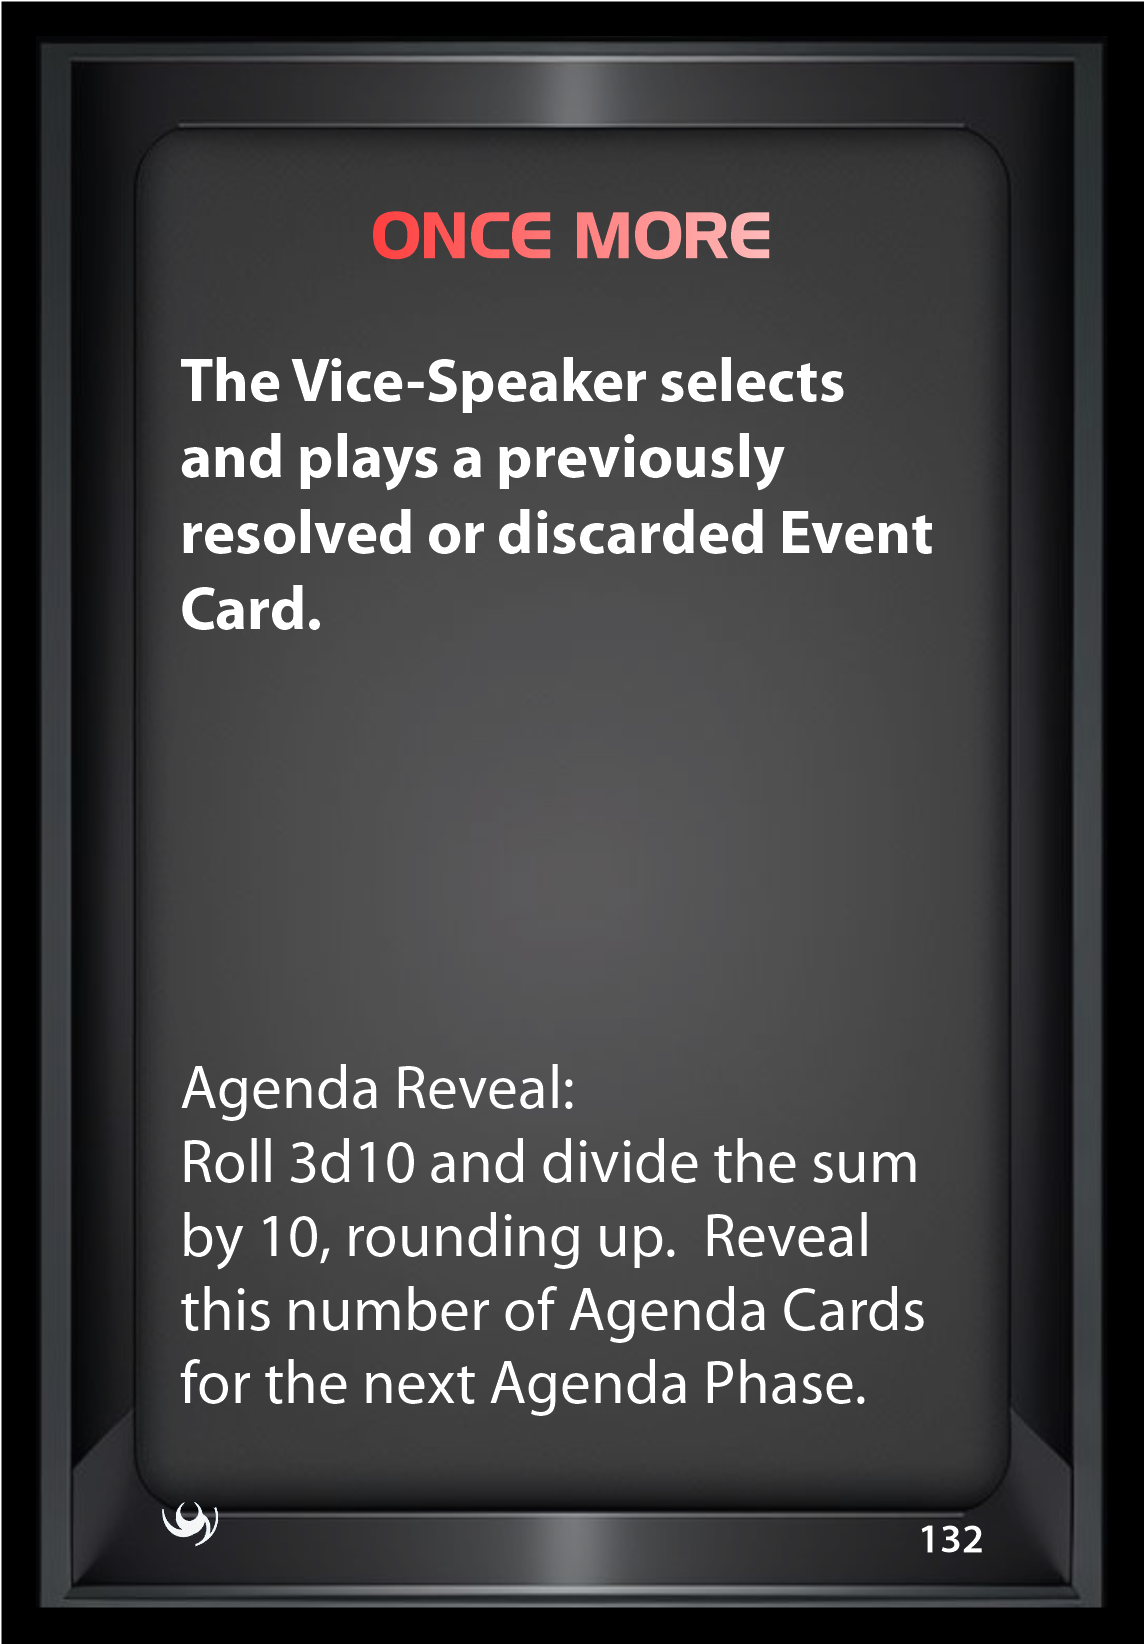 ONCE MORE
The Vice-Speaker selects
and plays a previously
resolved or discarded Event
Card.
Agenda Reveal:
Roll 3d10 and divide the sum
by 10, rounding up.  Reveal
this number of Agenda Cards
for the next Agenda Phase.
132